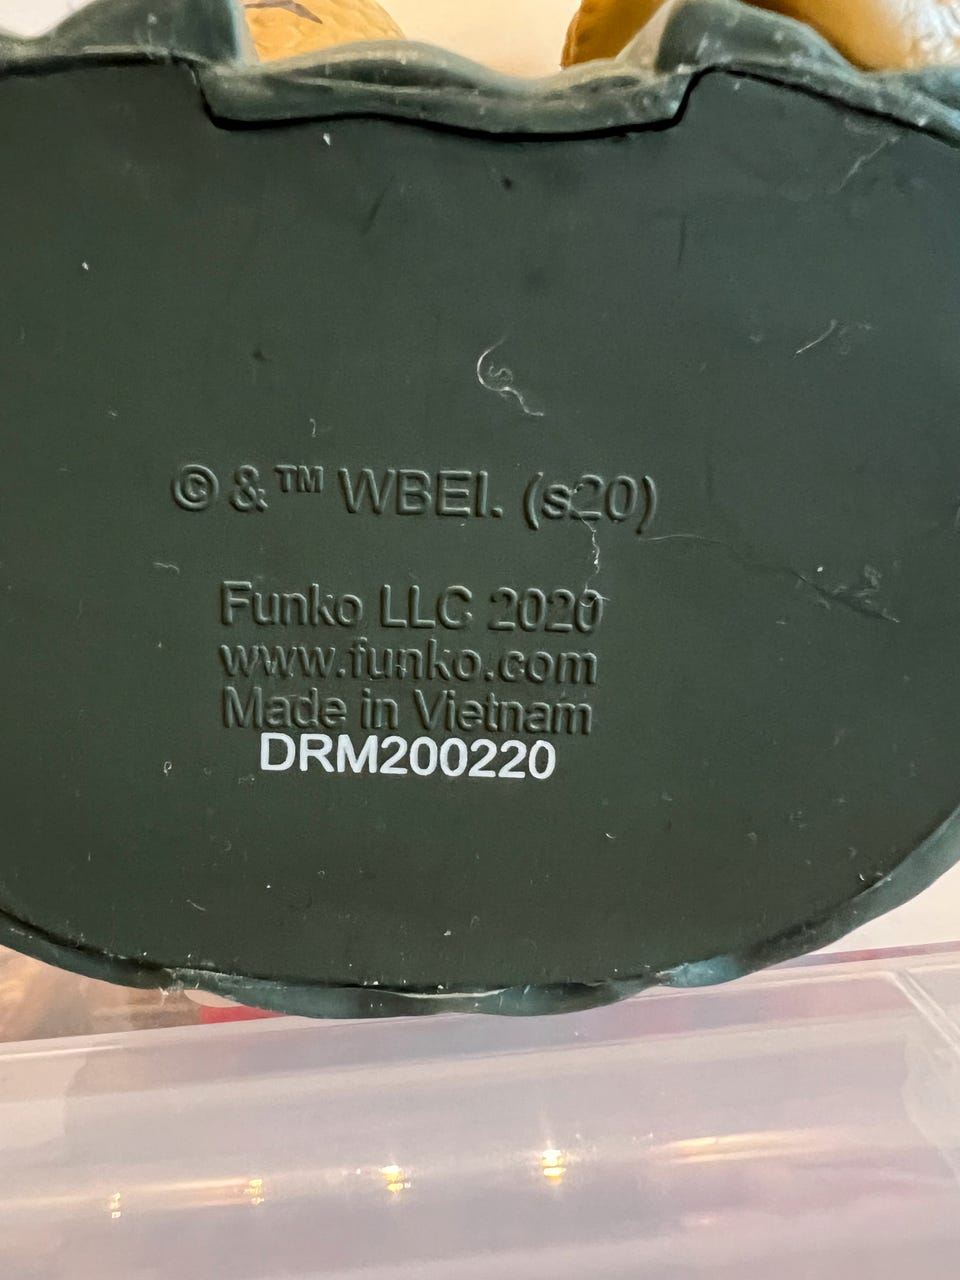 © & ™ WBEI. (s20)
Funko LLC 2020
www.funko.com
Made in Vietnam
DRM200220